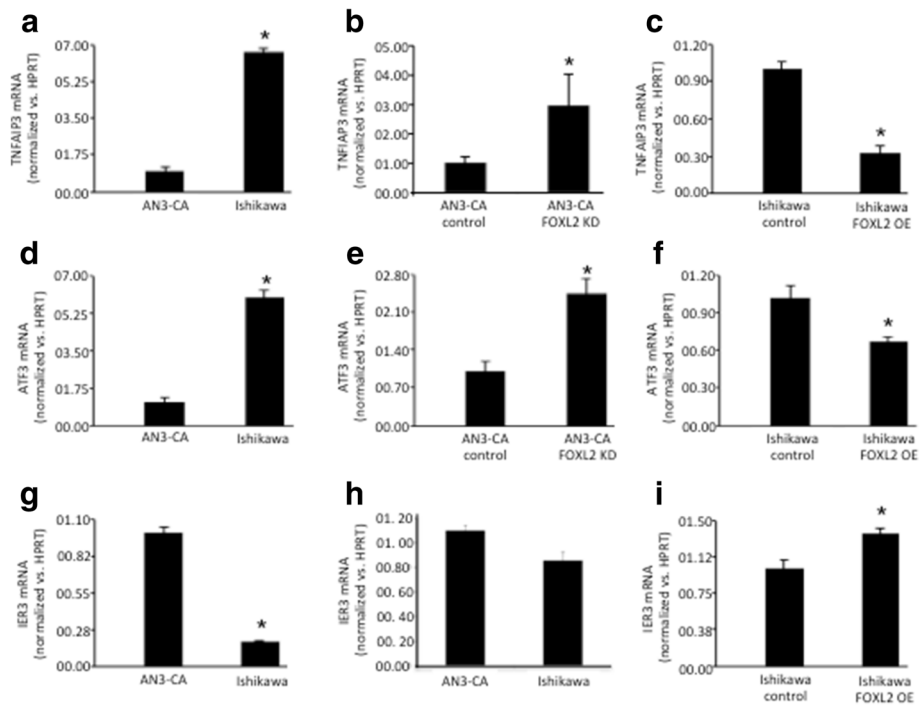 a
TNFAIP3 mRNA
(normalized vs. HPRT)
07.00
05.25
03.50
01.75
00.00
*
AN3-CA
Ishikawa
b
TNFIAP3 mRNA
(normalized vs. HPRT)
05.00
04.00
03.00
02.00
01.00
00.00
*
AN3-CA
control
AN3-CA
FOXL2 KD
c
TNFAIP3 mRNA
(normalized vs. HPRT)
01.20
00.90
00.60
00.30
00.00
*
Ishikawa
control
Ishikawa
FOXL2 OE
d
ATF3 mRNA
(normalized vs. HPRT)
07.00
05.25
03.50
01.75
00.00
*
AN3-CA
Ishikawa
e
ATF3 mRNA
(normalized vs. HPRT)
02.80
02.10
01.40
00.70
00.00
*
AN3-CA
control
AN3-CA
FOXL2 KD
f
ATF3 mRNA
(normalized vs. HPRT)
01.20
00.90
00.60
00.30
00.00
*
Ishikawa
control
Ishikawa
FOXL2 OE
g
IER3 mRNA
(normalized vs. HPRT)
01.10
00.82
00.55
00.28
00.00
*
AN3-CA
Ishikawa
h
IER3 mRNA
(normalized vs. HPRT)
01.20
01.00
00.80
00.60
00.40
00.20
00.00
AN3-CA
Ishikawa
i
IER3 mRNA
(normalized vs. HPRT)
01.50
01.12
00.75
00.38
00.00
*
Ishikawa
control
Ishikawa
FOXL2 OE